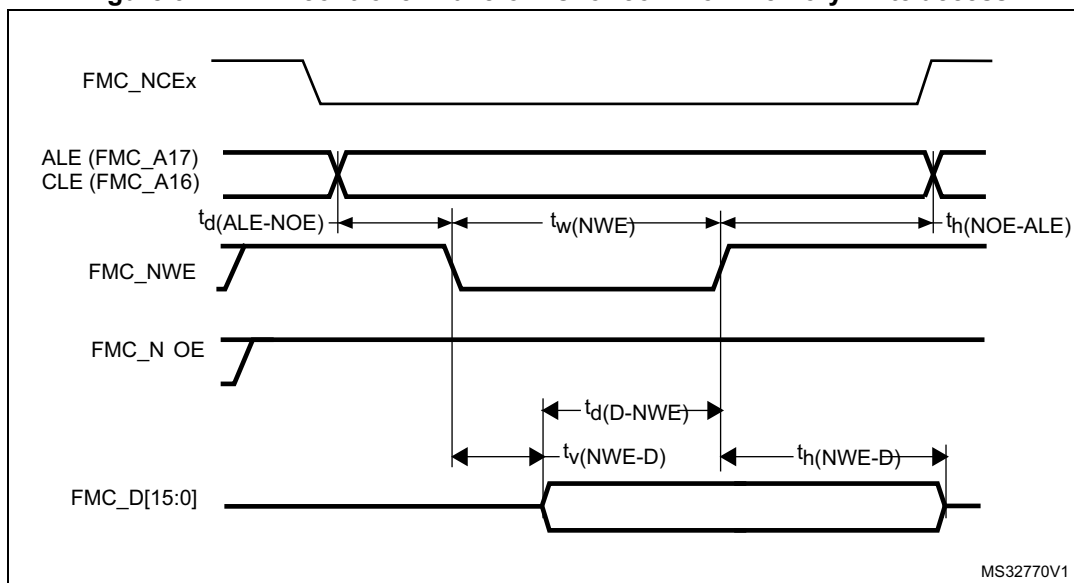 FMC_NCEx
ALE (FMC_A17)
CLE (FMC_A16)
td(ALE-NOE)
tw(NWE)
th(NOE-ALE)
FMC_NWE
FMC_N OE
td(D-NWE)
tv(NWE-D)
th(NWE-D)
FMC_D[15:0]
MS32770V1